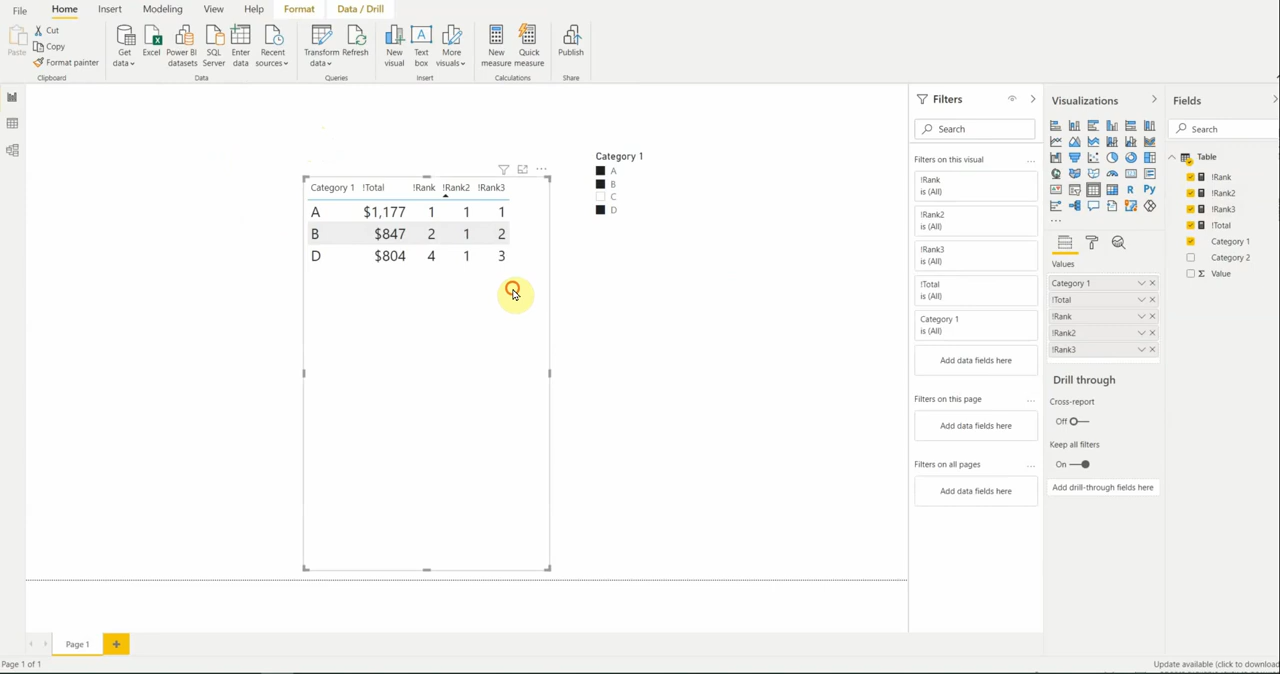 File Home Insert Modeling View Help Format Data / Drill
Paste Cut Copy Format painter
Clipboard
Get data Excel Power BI datasets SQL Server Enter data Recent sources
Data
Transform data Refresh
Queries
New visual Text box More visuals
Insert
New measure Quick measure
Calculations
Publish
Share
Category 1 !Total !Rank !Rank2 !Rank3
A $1,177 1 1 1
B $847 2 1 2
D $804 4 1 3
Category 1
A
B
C
D
Filters
Search
Filters on this visual ...
!Rank
is (All)
!Rank2
is (All)
!Rank3
is (All)
!Total
is (All)
Category 1
is (All)
Add data fields here
Filters on this page ...
Add data fields here
Filters on all pages ...
Add data fields here
Visualizations
R Py
...
Values
Category 1
!Total
!Rank
!Rank2
!Rank3
Drill through
Cross-report
Off
Keep all filters
On
Add drill-through fields here
Fields
Search
Table
!Rank
!Rank2
!Rank3
!Total
Category 1
Category 2
Σ Value
Page 1
Page 1 of 1
Update available (click to download